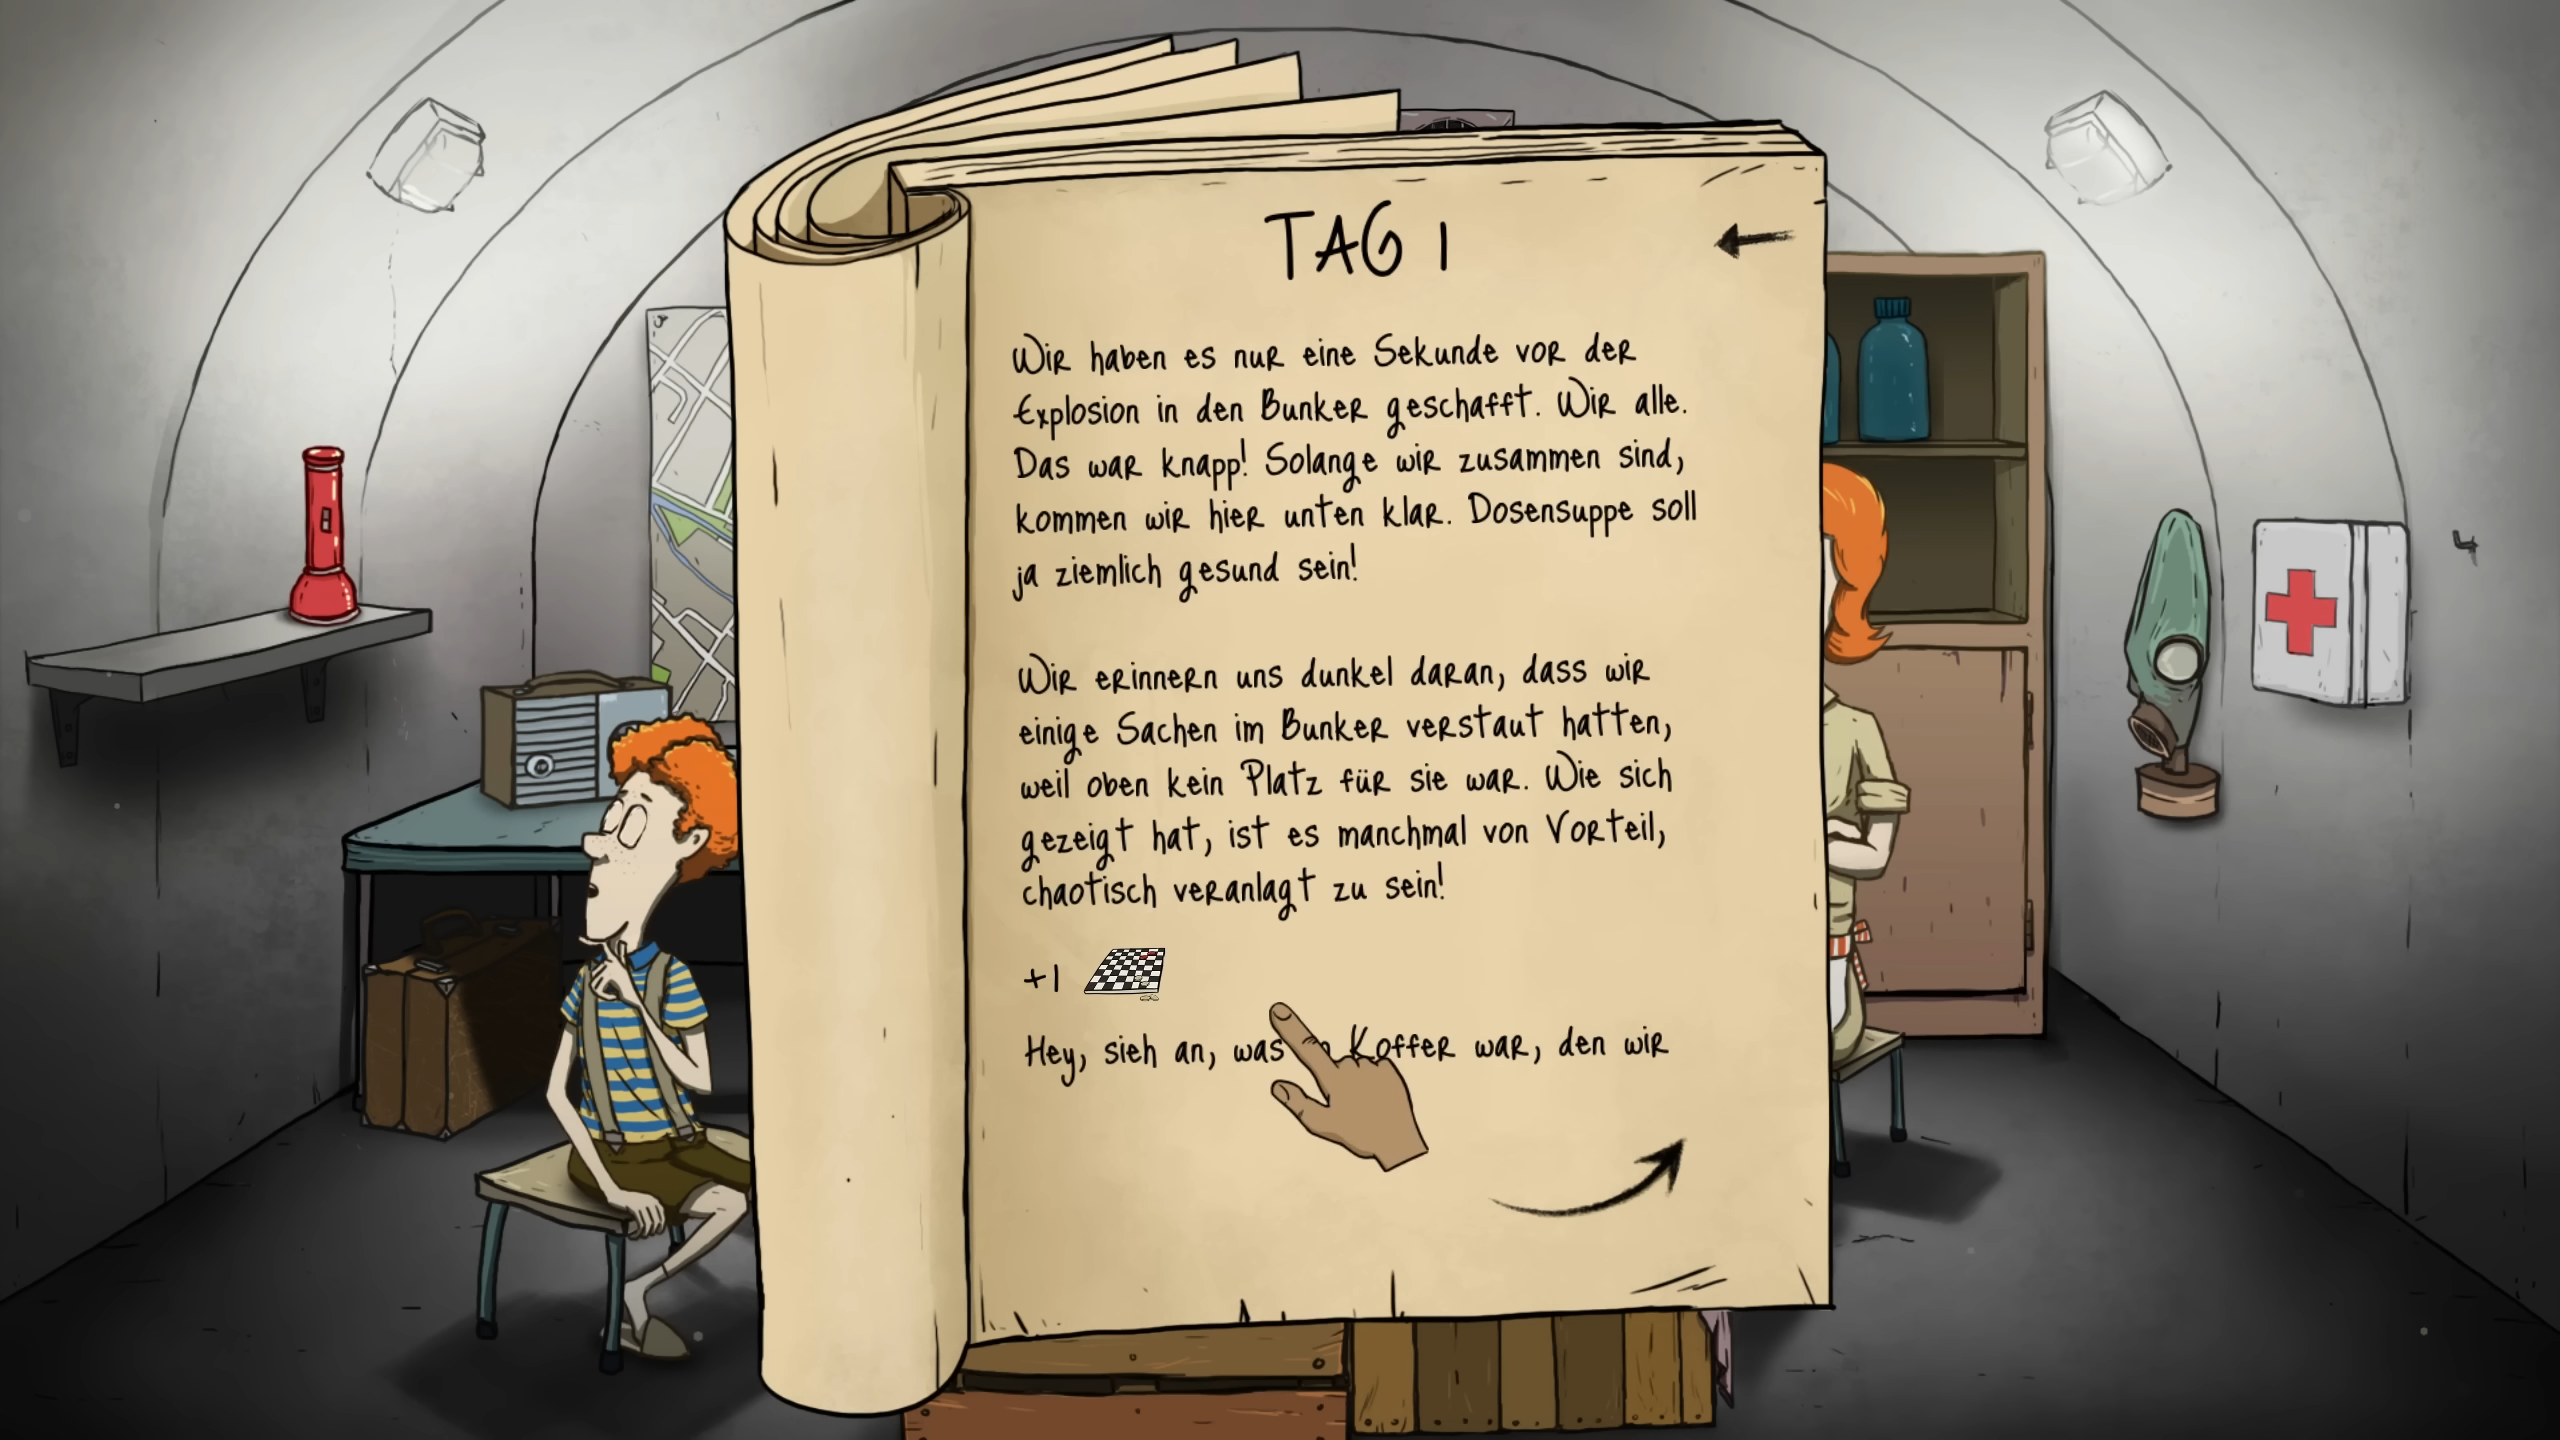 TAG 1
Wir haben es nur eine Sekunde vor der
Explosion in den Bunker geschafft. Wir alle.
Das war knapp! Solange wir zusammen sind,
kommen wir hier unten klar. Dosensuppe soll
ja ziemlich gesund sein!
Wir erinnern uns dunkel daran, dass wir
einige Sachen im Bunker verstaut hatten,
weil oben kein Platz für sie war. Wie sich
gezeigt hat, ist es manchmal von Vorteil,
chaotisch veranlagt zu sein!
+1
Hey, sieh an, was Koffer war, den wir